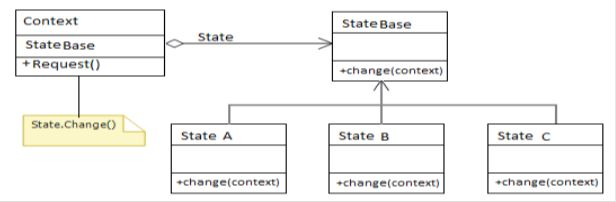 Context
StateBase
+Request()
State
StateBase
+change(context)
State.Change()
State A
+change(context)
State B
+change(context)
State C
+change(context)